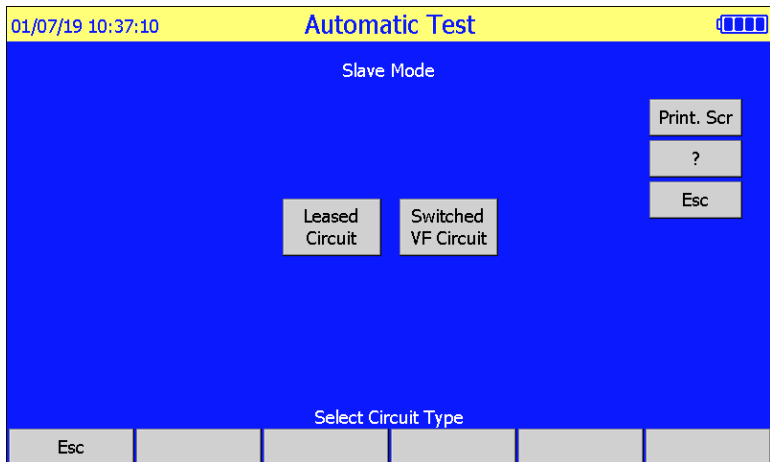 01/07/19 10:37:10
Automatic Test
Slave Mode
Print. Scr
?
Esc
Leased
Circuit
Switched
VF Circuit
Select Circuit Type
Esc